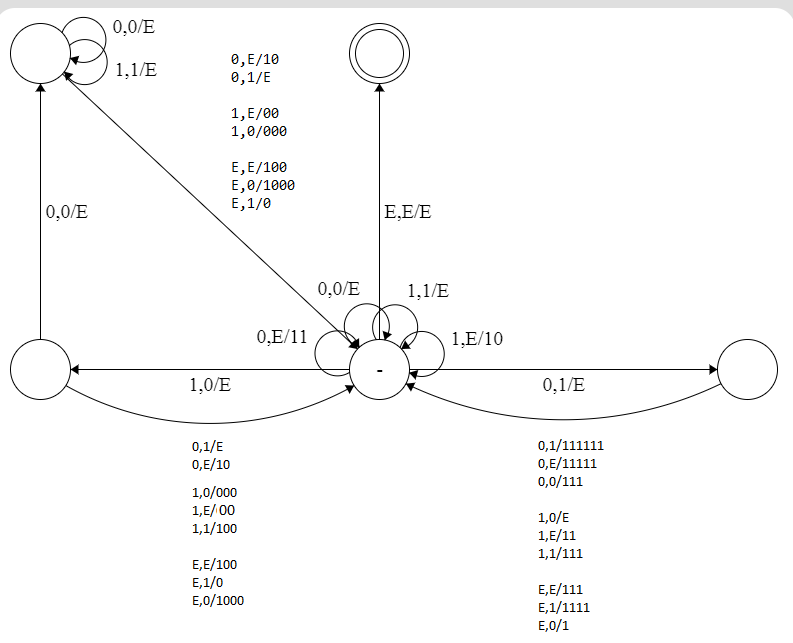 0,0/E
1,1/E
0,E/10
0,1/E
1,E/00
1,0/000
E,E/100
E,0/1000
E,1/0
0,0/E
E,E/E
0,0/E
1,1/E
0,E/11
1,E/10
-
1,0/E
0,1/E
0,1/E
0,E/10
1,0/000
1,E/00
1,1/100
E,E/100
E,1/0
E,0/1000
0,1/111111
0,E/11111
0,0/111
1,0/E
1,E/11
1,1/111
E,E/111
E,1/1111
E,0/1